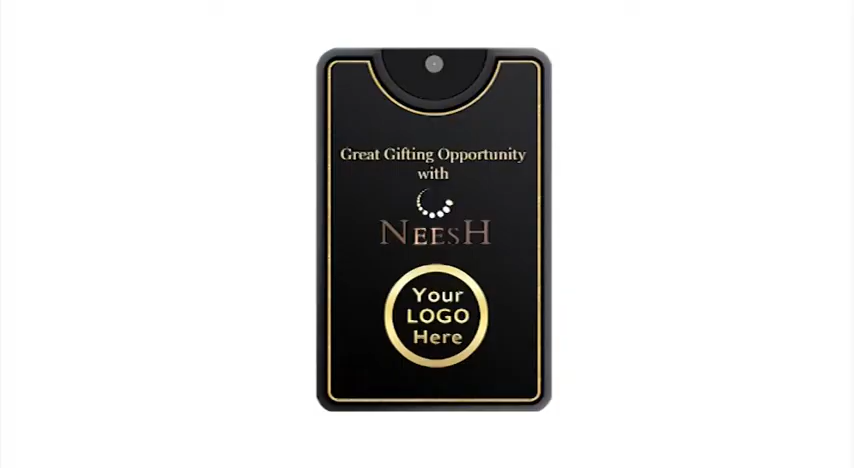 Great Gifting Opportunity
with
NEESH
Your
LOGO
Here